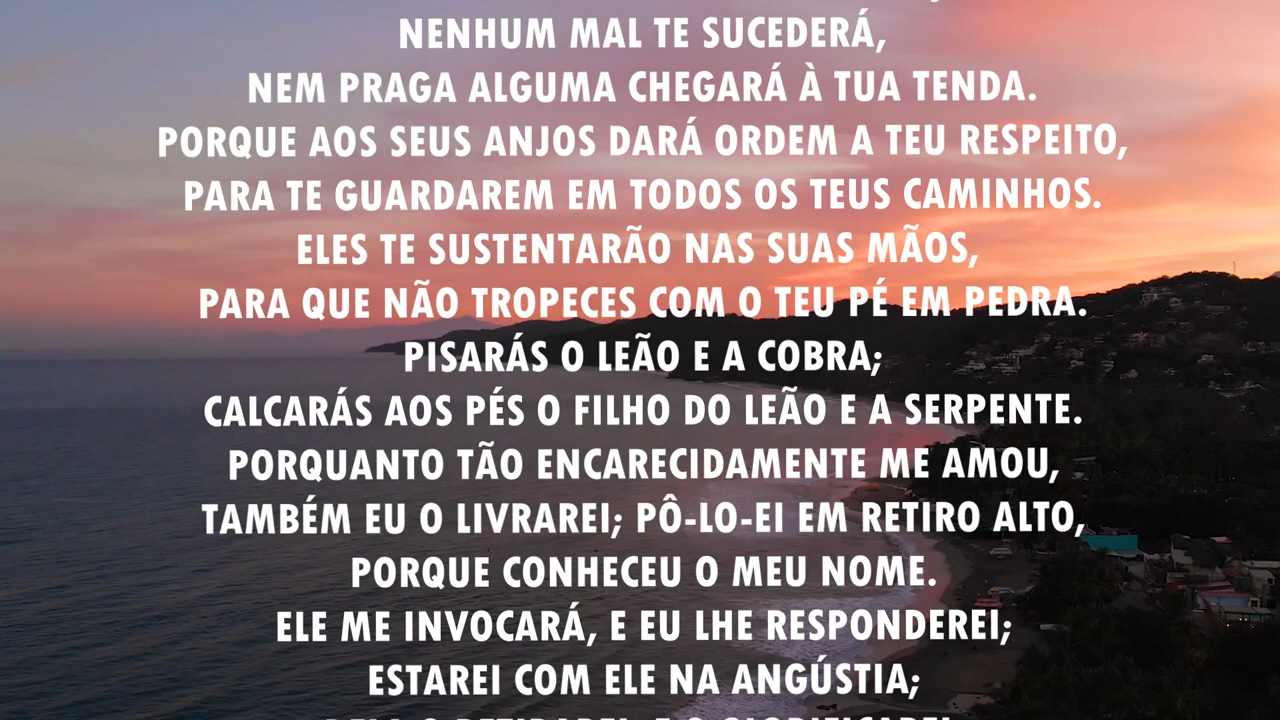 NENHUM MAL TE SUCEDERÁ,
NEM PRAGA ALGUMA CHEGARÁ À TUA TENDA.
PORQUE AOS SEUS ANJOS DARÁ ORDEM A TEU RESPEITO,
PARA TE GUARDAREM EM TODOS OS TEUS CAMINHOS.
ELES TE SUSTENTARÃO NAS SUAS MÃOS,
PARA QUE NÃO TROPECES COM O TEU PÉ EM PEDRA.
PISARÁS O LEÃO E A COBRA;
CALCARÁS AOS PÉS O FILHO DO LEÃO E A SERPENTE.
PORQUANTO TÃO ENCARECIDAMENTE ME AMOU,
TAMBÉM EU O LIVRAREI; PÔ-LO-EI EM RETIRO ALTO,
PORQUE CONHECEU O MEU NOME.
ELE ME INVOCARÁ, E EU LHE RESPONDEREI;
ESTAREI COM ELE NA ANGÚSTIA;